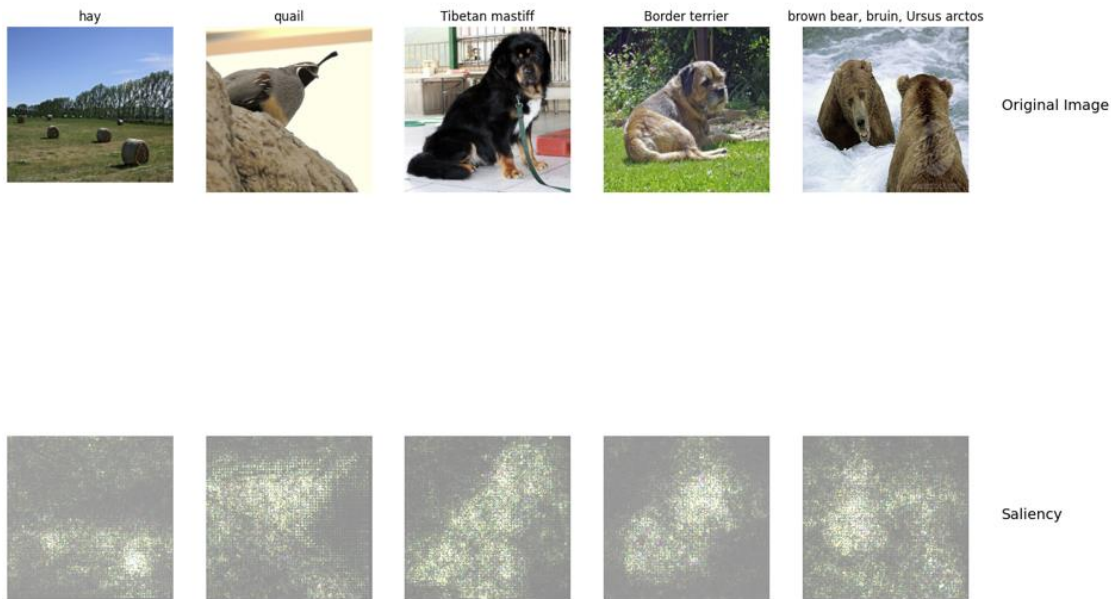 hay
quail
Tibetan mastiff
Border terrier
brown bear, bruin, Ursus arctos
Original Image
Saliency